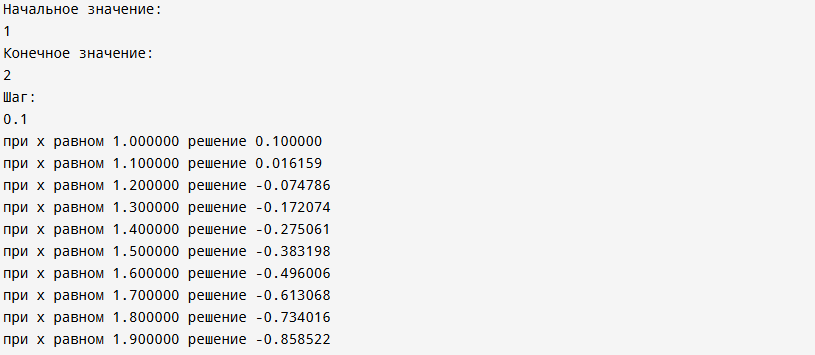 Начальное значение:
1
Конечное значение:
2
Шаг:
0.1
при x равном 1.000000 решение 0.100000
при x равном 1.100000 решение 0.016159
при x равном 1.200000 решение -0.074786
при x равном 1.300000 решение -0.172074
при x равном 1.400000 решение -0.275061
при x равном 1.500000 решение -0.383198
при x равном 1.600000 решение -0.496006
при x равном 1.700000 решение -0.613068
при x равном 1.800000 решение -0.734016
при x равном 1.900000 решение -0.858522